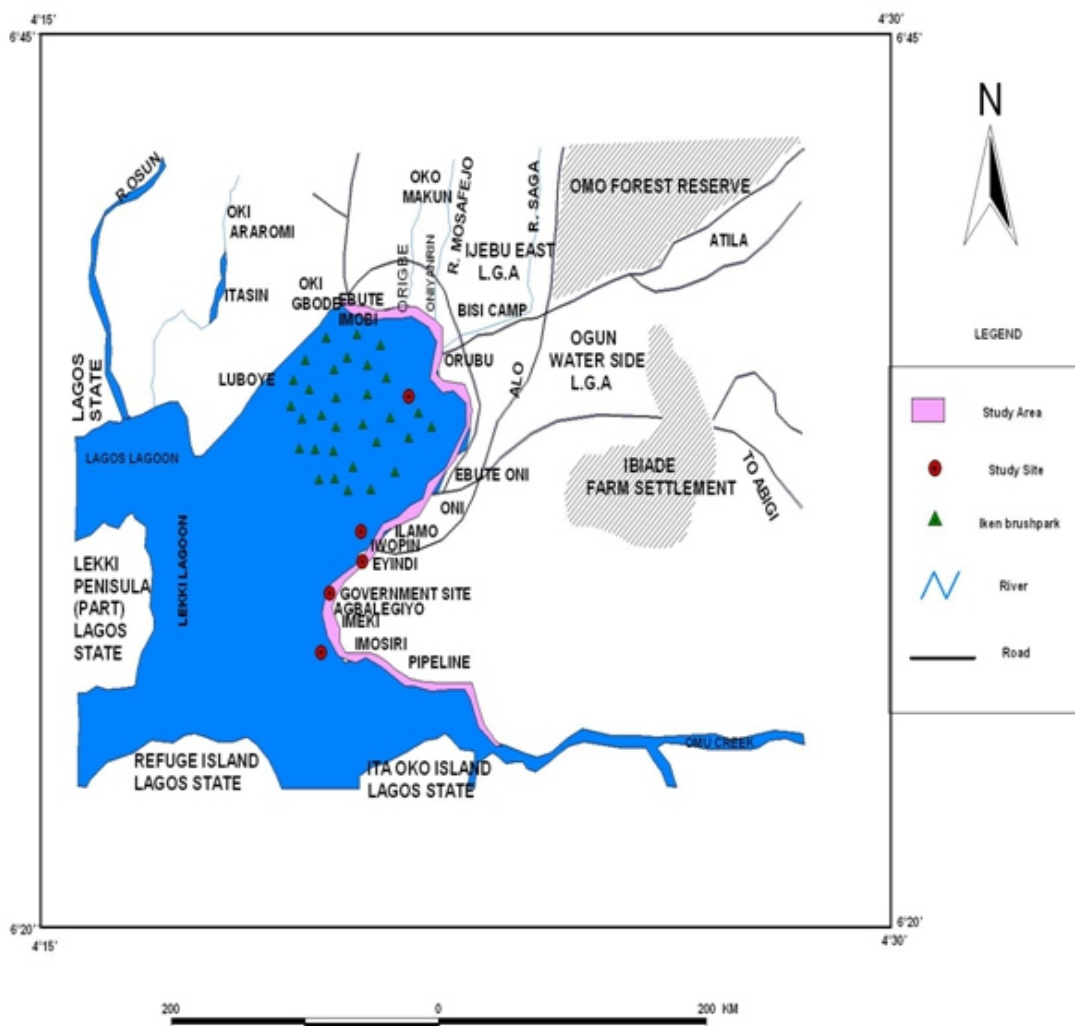 4°15'
4°30'
6°45'
6°45'
N
R OSUN
OKO
MAKUN
R. MOSAFEJO
R. SAGA
OMO FOREST RESERVE
OKI
ARAROMI
ATILA
ORIGBE
ONIYANRIN
IJEBU EAST
L.G.A
ITASIN
OKI
GBODE
EBUTE
IMOBI
BISI CAMP
LEGEND
OGUN
WATER SIDE
L.G.A
ORUBU
LAGOS
STATE
LUBOYE
ALO
Study Area
LAGOS LAGOON
EBUTE ONI
IBIADE
FARM SETTLEMENT
TO ABIGI
Study Site
ONI
Iken brushpark
ILAMO
IWOPIN
EYINDI
LEKKI
PENISULA
(PART)
LAGOS
STATE
LEKKI LAGOON
GOVERNMENT SITE
AGBALEGIYO
IMEKI
River
IMOSIRI
PIPELINE
Road
OMU CREEK
REFUGE ISLAND
LAGOS STATE
ITA OKO ISLAND
LAGOS STATE
6°20'
6°20'
4°15'
4°30'
200
0
200 KM